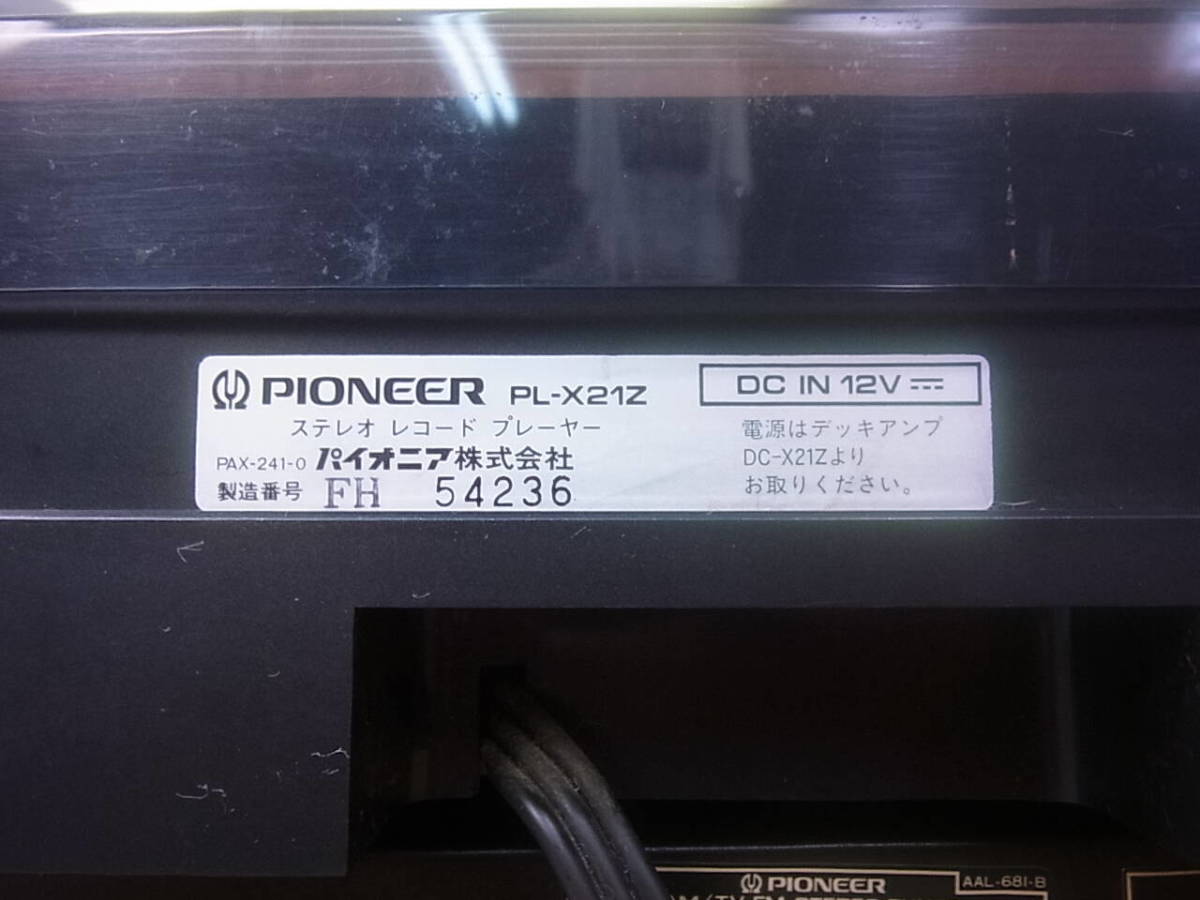 PIONEER PL-X21Z
ステレオ レコード プレーヤー
PAX-241-0 パイオニア株式会社
製造番号 FH 54236
DC IN 12V
電源はデッキアンプ
DC-X21Zより
お取りください。
PIONEER AAL-681-B